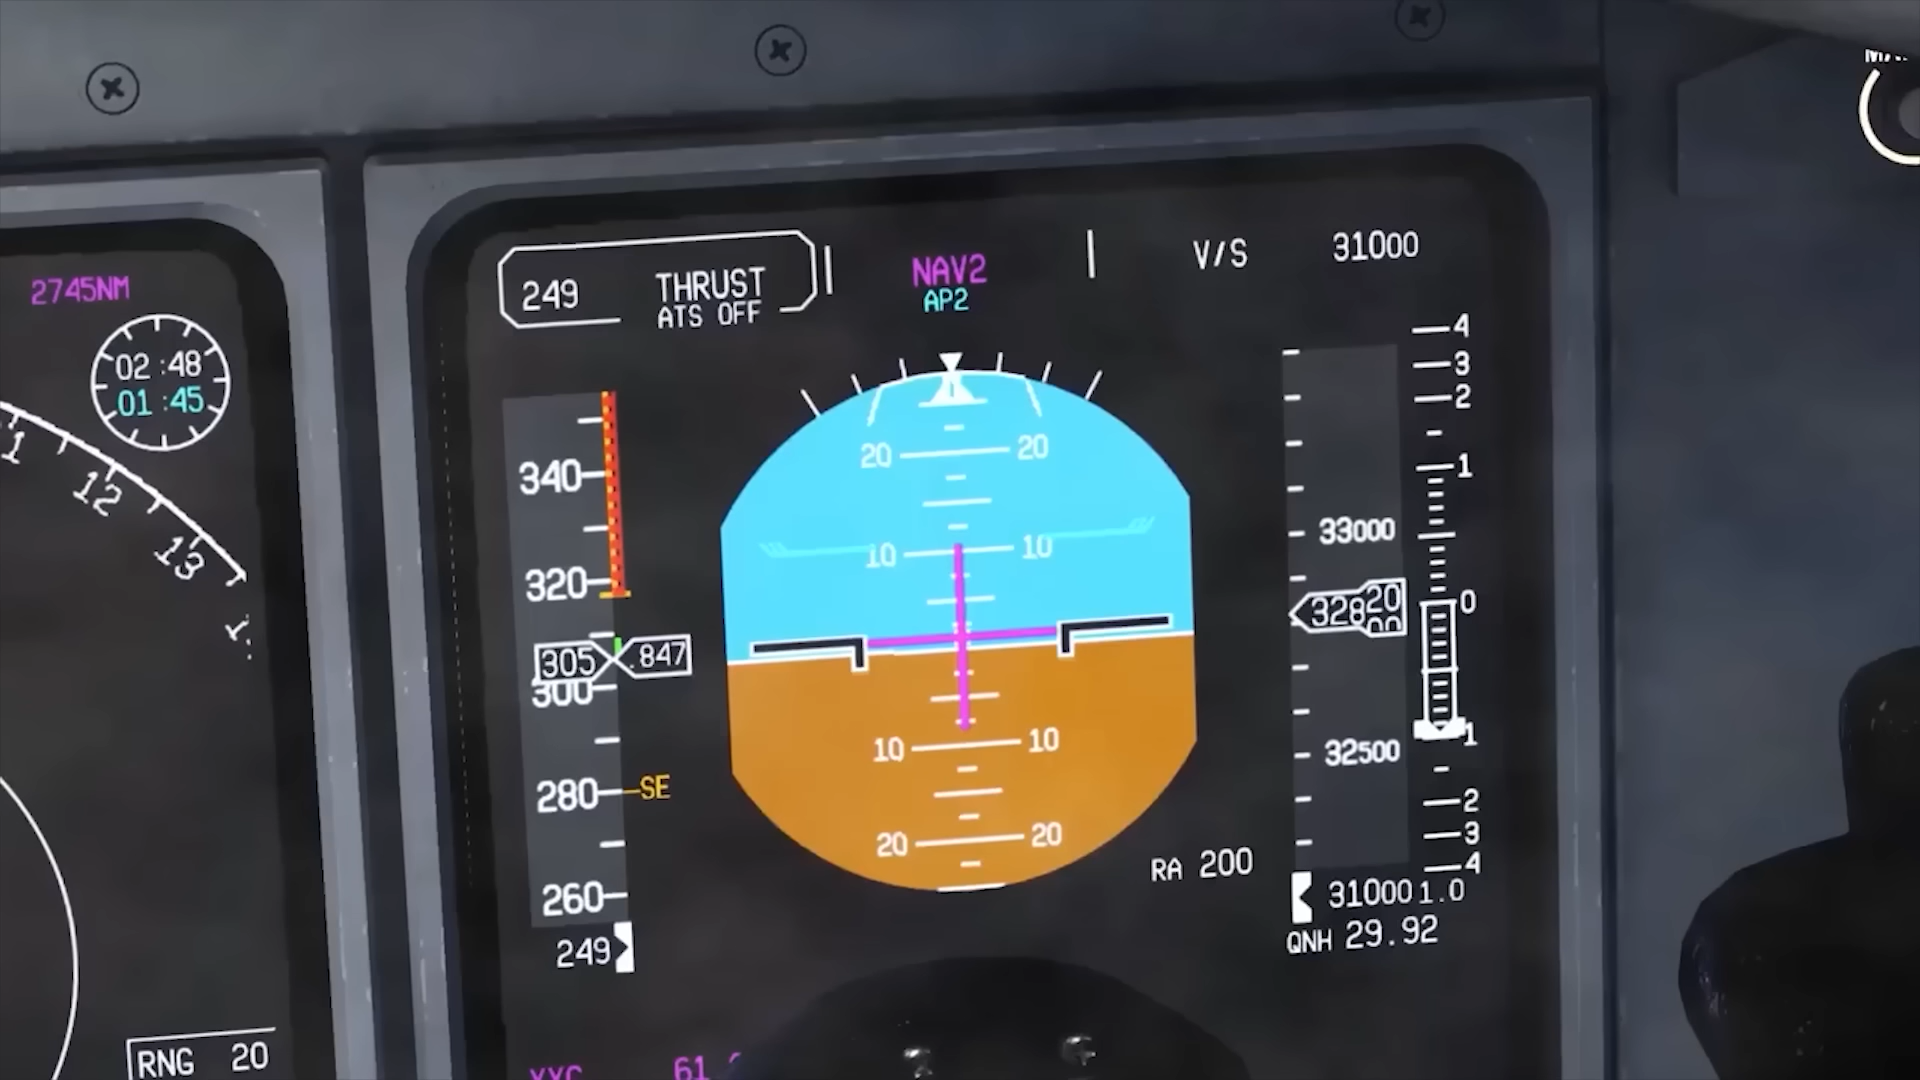 2745NM
02 :48
01 :45
12
13
RNG 20
249 THRUST
ATS OFF
NAV2
AP2
V/S 31000
340
320
305 .847
300
280 SE
260
249
20 20
10 10
10 10
20 20
RA 200
33000
328 20
00
32500
31000 1.0
QNH 29.92
4
3
2
1
0
1
2
3
4